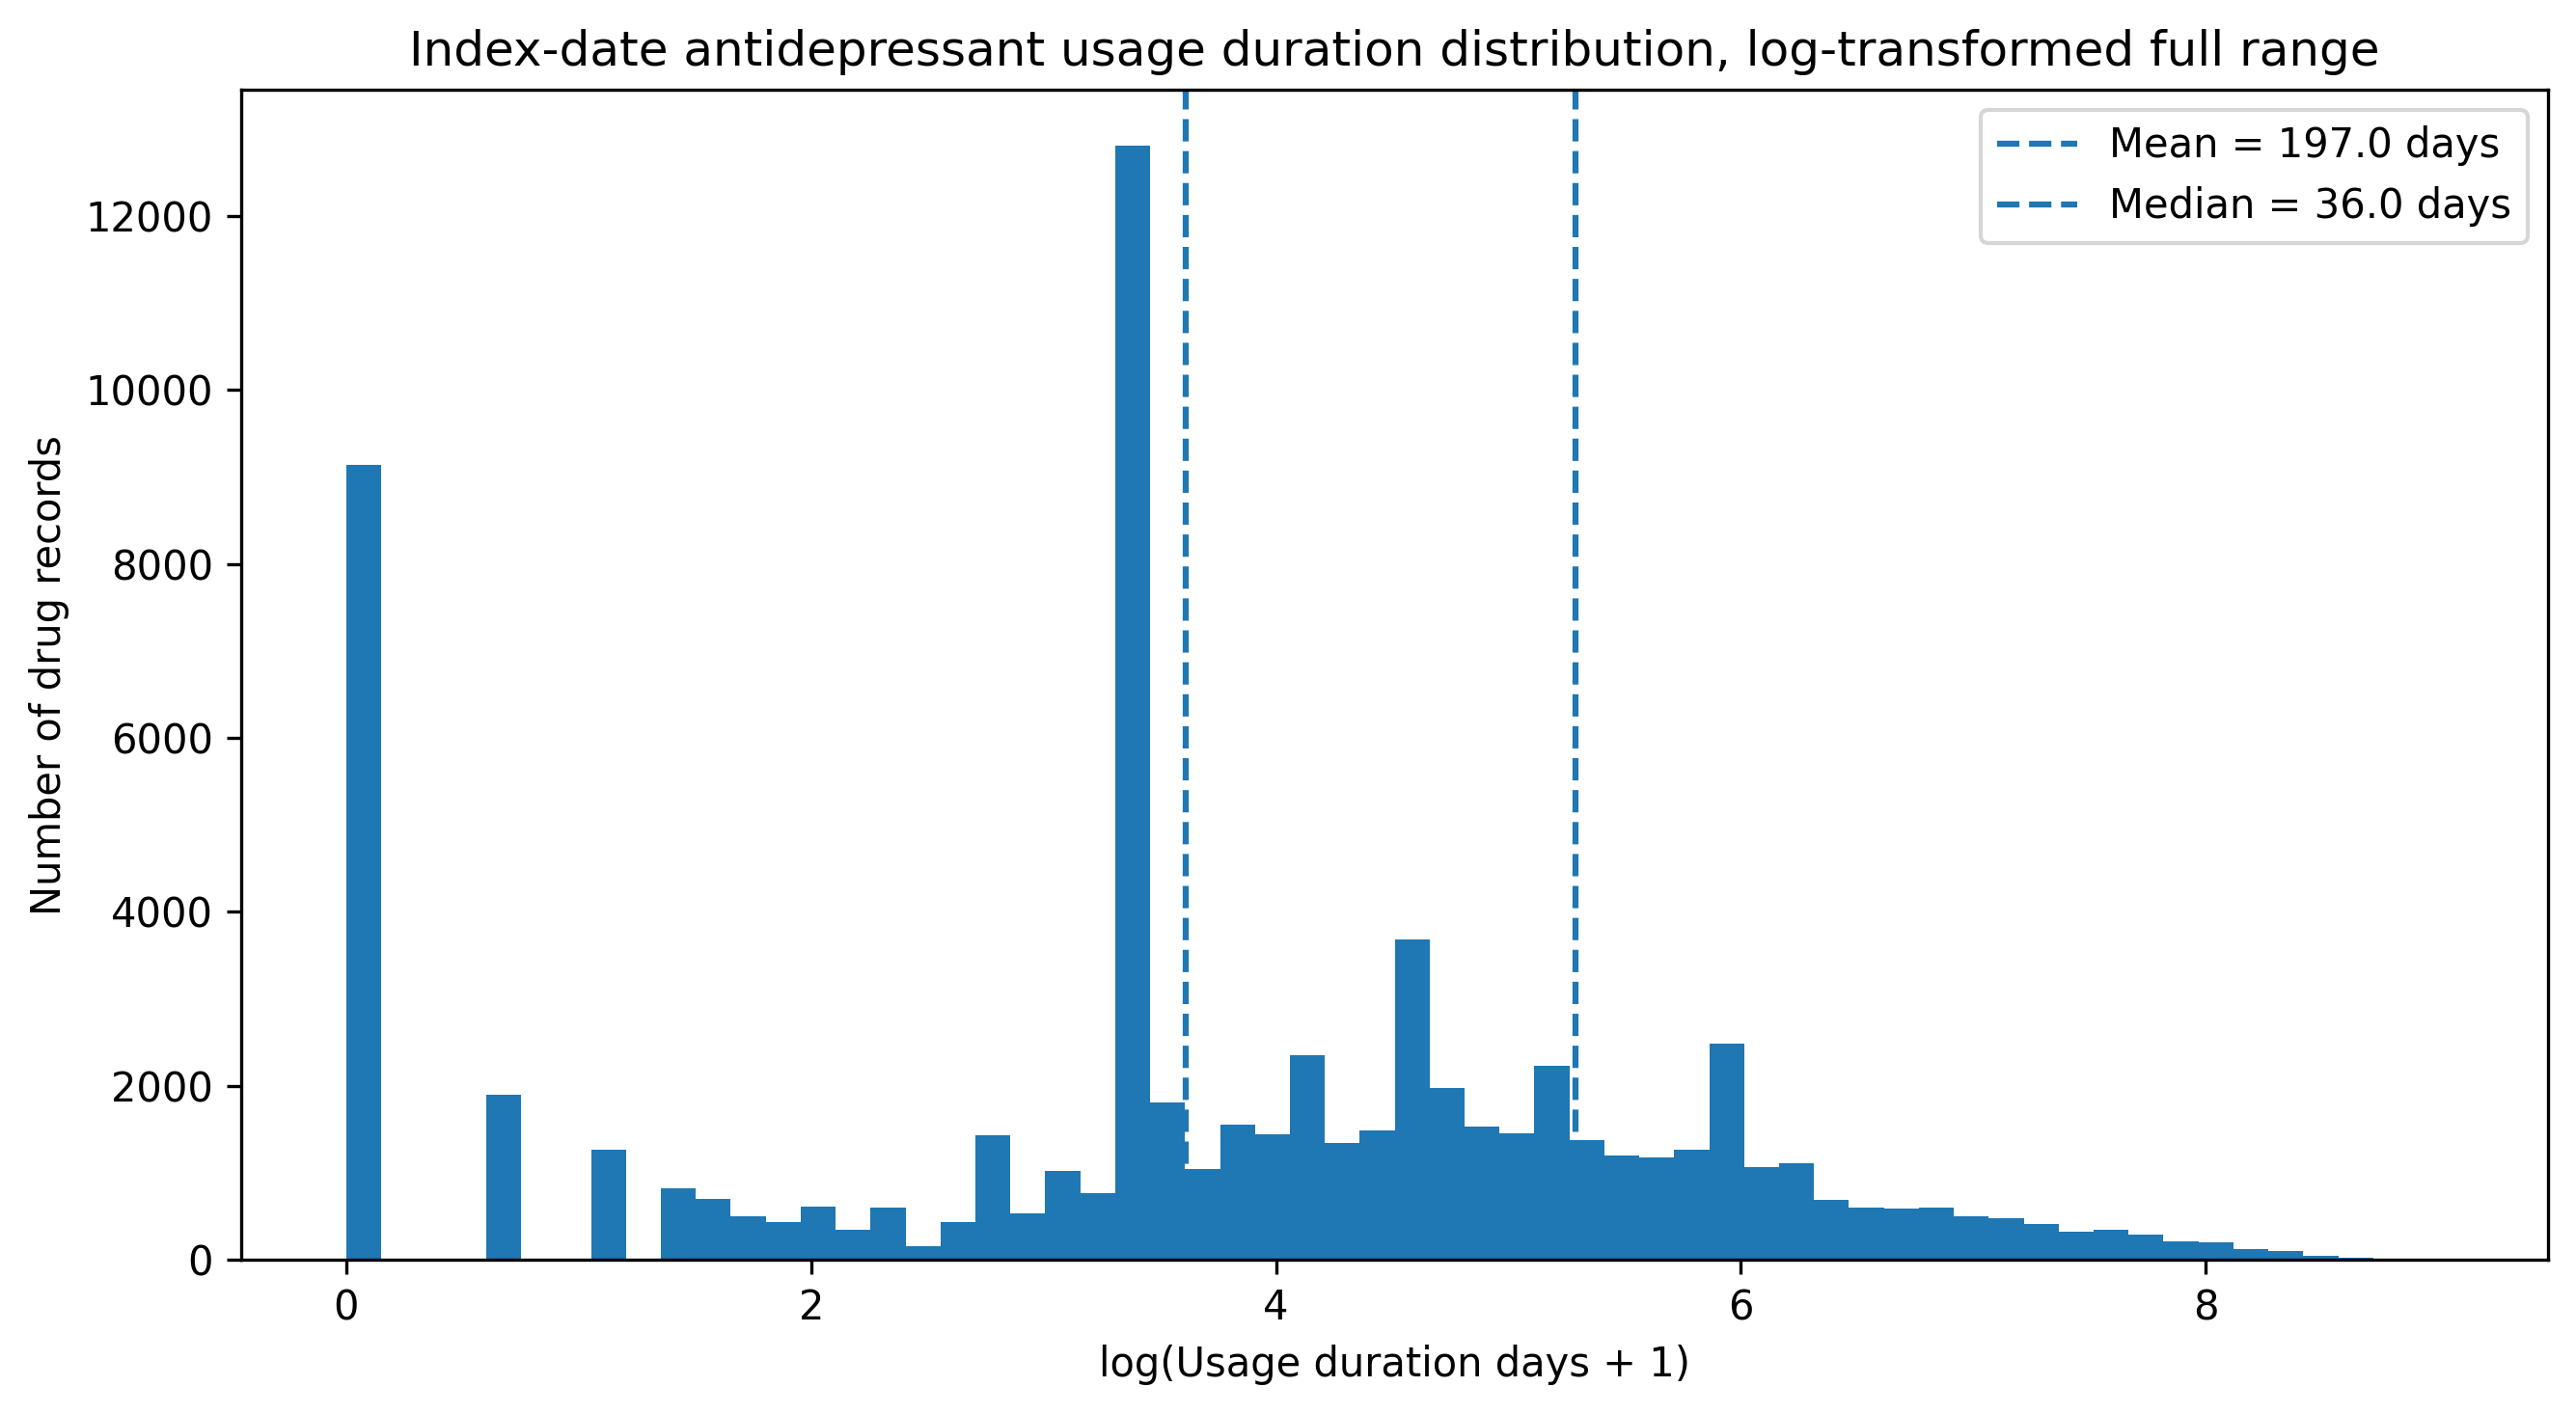 Index-date antidepressant usage duration distribution, log-transformed full range
Mean = 197.0 days
Median = 36.0 days
Number of drug records
12000
10000
8000
6000
4000
2000
0
0 2 4 6 8
log(Usage duration days + 1)